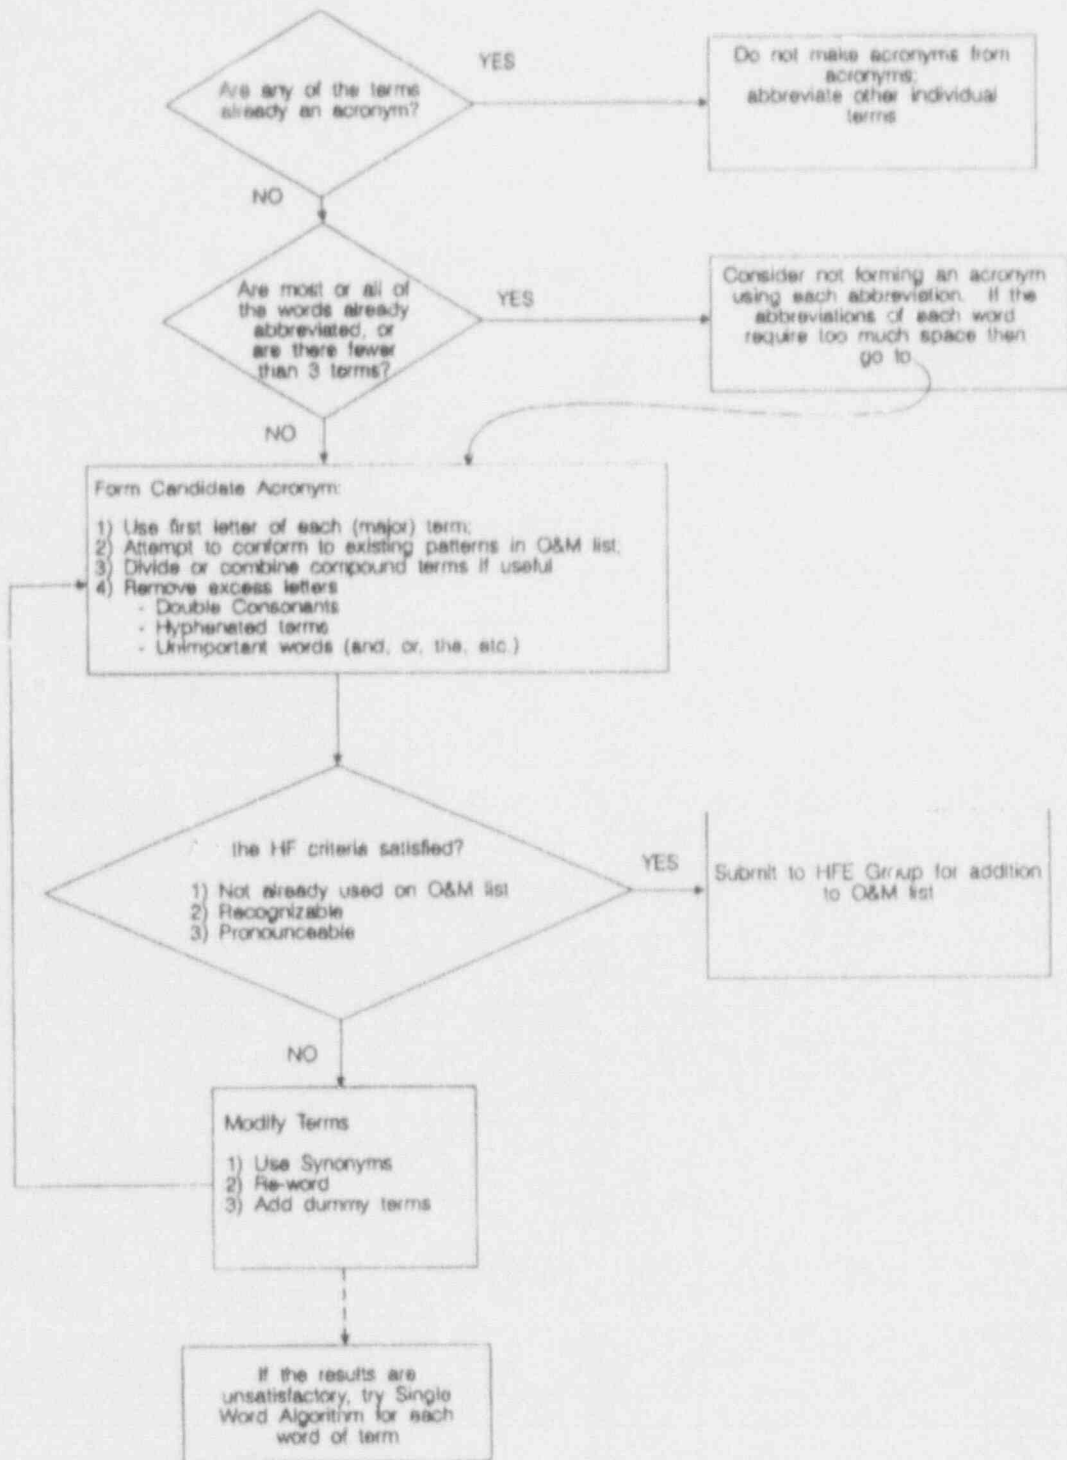 Are any of the terms
already an acronym?
YES
Do not make acronyms from
acronyms;
abbreviate other individual
terms
NO
Are most or all of
the words already
abbreviated, or
are there fewer
than 3 terms?
YES
Consider not forming an acronym
using each abbreviation. If the
abbreviations of each word
require too much space then
go to
NO
Form Candidate Acronym:
1) Use first letter of each (major) term;
2) Attempt to conform to existing patterns in O&M list;
3) Divide or combine compound terms if useful
4) Remove excess letters
- Double Consonants
- Hyphenated terms
- Unimportant words (and, or, the, etc.)
the HF criteria satisfied?
1) Not already used on O&M list
2) Recognizable
3) Pronounceable
YES
Submit to HFE Group for addition
to O&M list
NO
Modify Terms
1) Use Synonyms
2) Re-word
3) Add dummy terms
If the results are
unsatisfactory, try Single
Word Algorithm for each
word of term